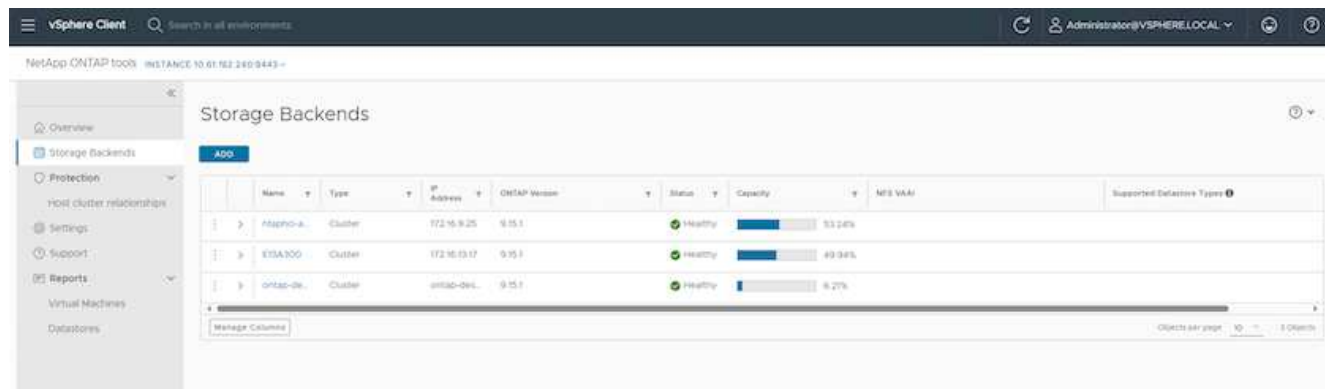 vSphere Client Search in all environments Administrator@VSPHERE.LOCAL
NetApp ONTAP tools INSTANCE 10.61.182.240:8443
Storage Backends
Overview
Storage Backends
ADD
Protection
Host cluster relationships
Settings
Support
Reports
Virtual Machines
Datastores
Name Type IP Address ONTAP Version Status Capacity NFS VAAI Supported Datastore Types
Cluster 172.16.9.25 9.15.1 Healthy 53.24%
E13A300 Cluster 172.16.13.17 9.15.1 Healthy 49.94%
ontap-de... Cluster ontap-des... 9.15.1 Healthy 6.21%
Manage Columns Objects per page 10 3 Objects